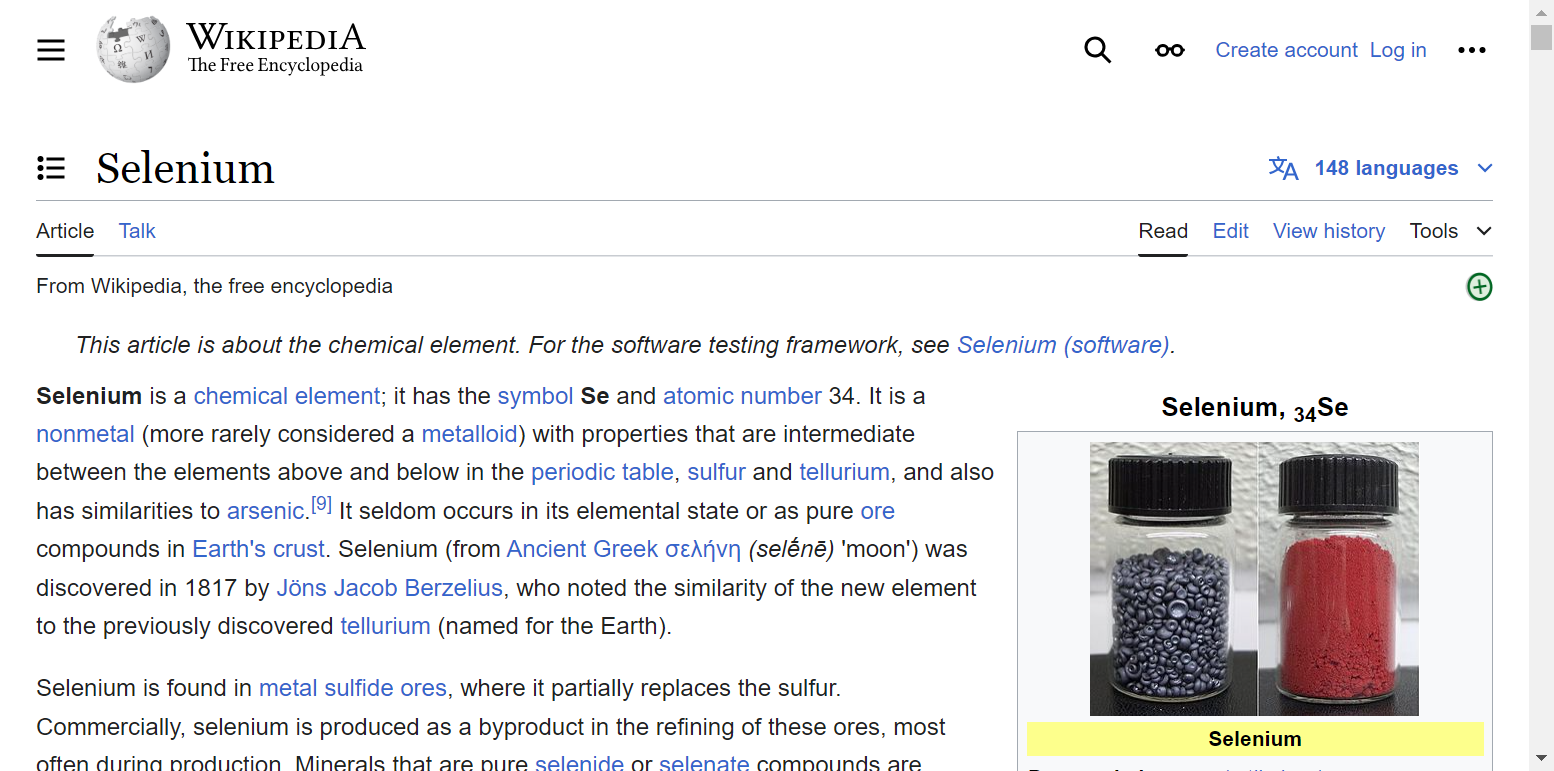 WIKIPEDIA
The Free Encyclopedia
Create account Log in
Selenium
148 languages
Article Talk
Read Edit View history Tools
From Wikipedia, the free encyclopedia
This article is about the chemical element. For the software testing framework, see Selenium (software).
Selenium is a chemical element; it has the symbol Se and atomic number 34. It is a
nonmetal (more rarely considered a metalloid) with properties that are intermediate
between the elements above and below in the periodic table, sulfur and tellurium, and also
has similarities to arsenic.[9] It seldom occurs in its elemental state or as pure ore
compounds in Earth's crust. Selenium (from Ancient Greek σελήνη (selḗnē) 'moon') was
discovered in 1817 by Jöns Jacob Berzelius, who noted the similarity of the new element
to the previously discovered tellurium (named for the Earth).
Selenium is found in metal sulfide ores, where it partially replaces the sulfur.
Commercially, selenium is produced as a byproduct in the refining of these ores, most
often during production. Minerals that are pure selenide or selenate compounds are
Selenium, 34Se
Selenium